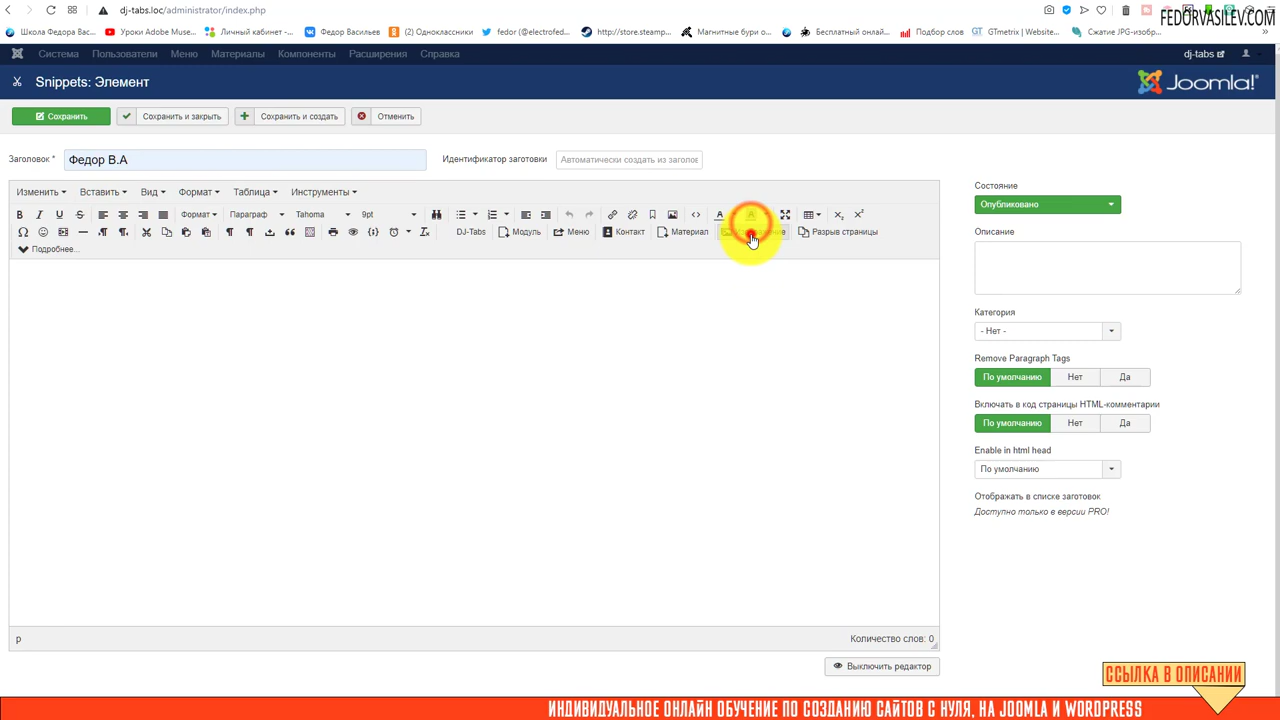 dj-tabs.loc/administrator/index.php
FEDORVASILEV.COM
Школа Федора Вас... Уроки Adobe Muse... Личный кабинет -... Федор Васильев (2) Одноклассники fedor (@electrofed... http://store.steamp... Магнитные бури о... Бесплатный онлай... Подбор слов GT GTmetrix | Website... Сжатие JPG-изобр...
Система Пользователи Меню Материалы Компоненты Расширения Справка dj-tabs
Snippets: Элемент Joomla!
Сохранить Сохранить и закрыть Сохранить и создать Отменить
Заголовок * Федор В.А Идентификатор заготовки Автоматически создать из заголов
Изменить Вставить Вид Формат Таблица Инструменты
Состояние
Опубликовано
Формат Параграф Tahoma 9pt
DJ-Tabs Модуль Меню Контакт Материал Разрыв страницы
Описание
Подробнее...
Категория
- Нет -
Remove Paragraph Tags
По умолчанию Нет Да
Включать в код страницы HTML-комментарии
По умолчанию Нет Да
Enable in html head
По умолчанию
Отображать в списке заготовок
Доступно только в версии PRO!
p Количество слов: 0
Выключить редактор
ССЫЛКА В ОПИСАНИИ
ИНДИВИДУАЛЬНОЕ ОНЛАЙН ОБУЧЕНИЕ ПО СОЗДАНИЮ САЙТОВ С НУЛЯ, НА JOOMLA И WORDPRESS